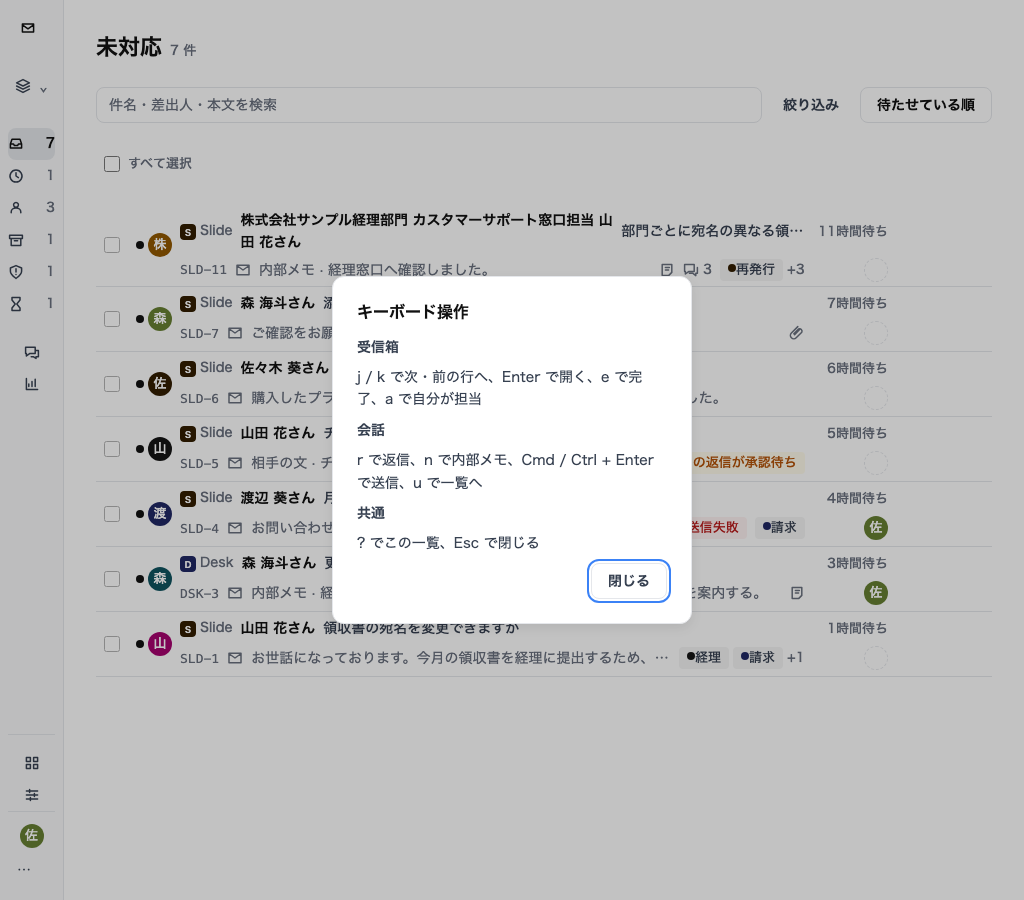 未対応 7 件
件名・差出人・本文を検索
絞り込み
待たせている順
7
1
3
1
1
1
すべて選択
株
S Slide
株式会社サンプル経理部門 カスタマーサポート窓口担当 山
田 花さん
部門ごとに宛名の異なる領… 11時間待ち
SLD-11 内部メモ · 経理窓口へ確認しました。 3 再発行 +3
森
S Slide 森 海斗さん 7時間待ち
SLD-7 ご確認をお願
佐
S Slide 佐々木 葵さん 6時間待ち
SLD-6 購入したプラ した。
山
S Slide 山田 花さん チ 5時間待ち
SLD-5 相手の文 · チ の返信が承認待ち
渡
S Slide 渡辺 葵さん 月 4時間待ち
SLD-4 お問い合わせ 送信失敗 請求 佐
森
D Desk 森 海斗さん 更 3時間待ち
DSK-3 内部メモ · 経 を案内する。 佐
山
S Slide 山田 花さん 領収書の宛名を変更できますか 1時間待ち
SLD-1 お世話になっております。今月の領収書を経理に提出するため、… 経理 請求 +1
キーボード操作
受信箱
j / k で次・前の行へ、Enter で開く、e で完
了、a で自分が担当
会話
r で返信、n で内部メモ、Cmd / Ctrl + Enter
で送信、u で一覧へ
共通
? でこの一覧、Esc で閉じる
閉じる
佐
…